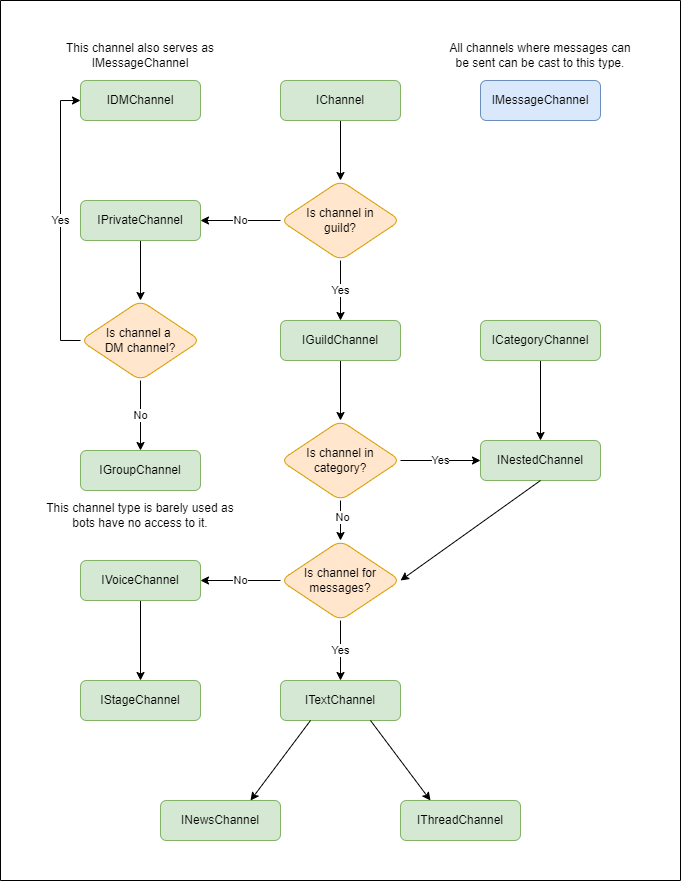 This channel also serves as
IMessageChannel
All channels where messages can
be sent can be cast to this type.
IDMChannel
IChannel
IMessageChannel
Yes
IPrivateChannel
No
Is channel in
guild?
Yes
Is channel a
DM channel?
IGuildChannel
ICategoryChannel
No
IGroupChannel
Is channel in
category?
Yes
INestedChannel
This channel type is barely used as
bots have no access to it.
No
IVoiceChannel
No
Is channel for
messages?
Yes
IStageChannel
ITextChannel
INewsChannel
IThreadChannel